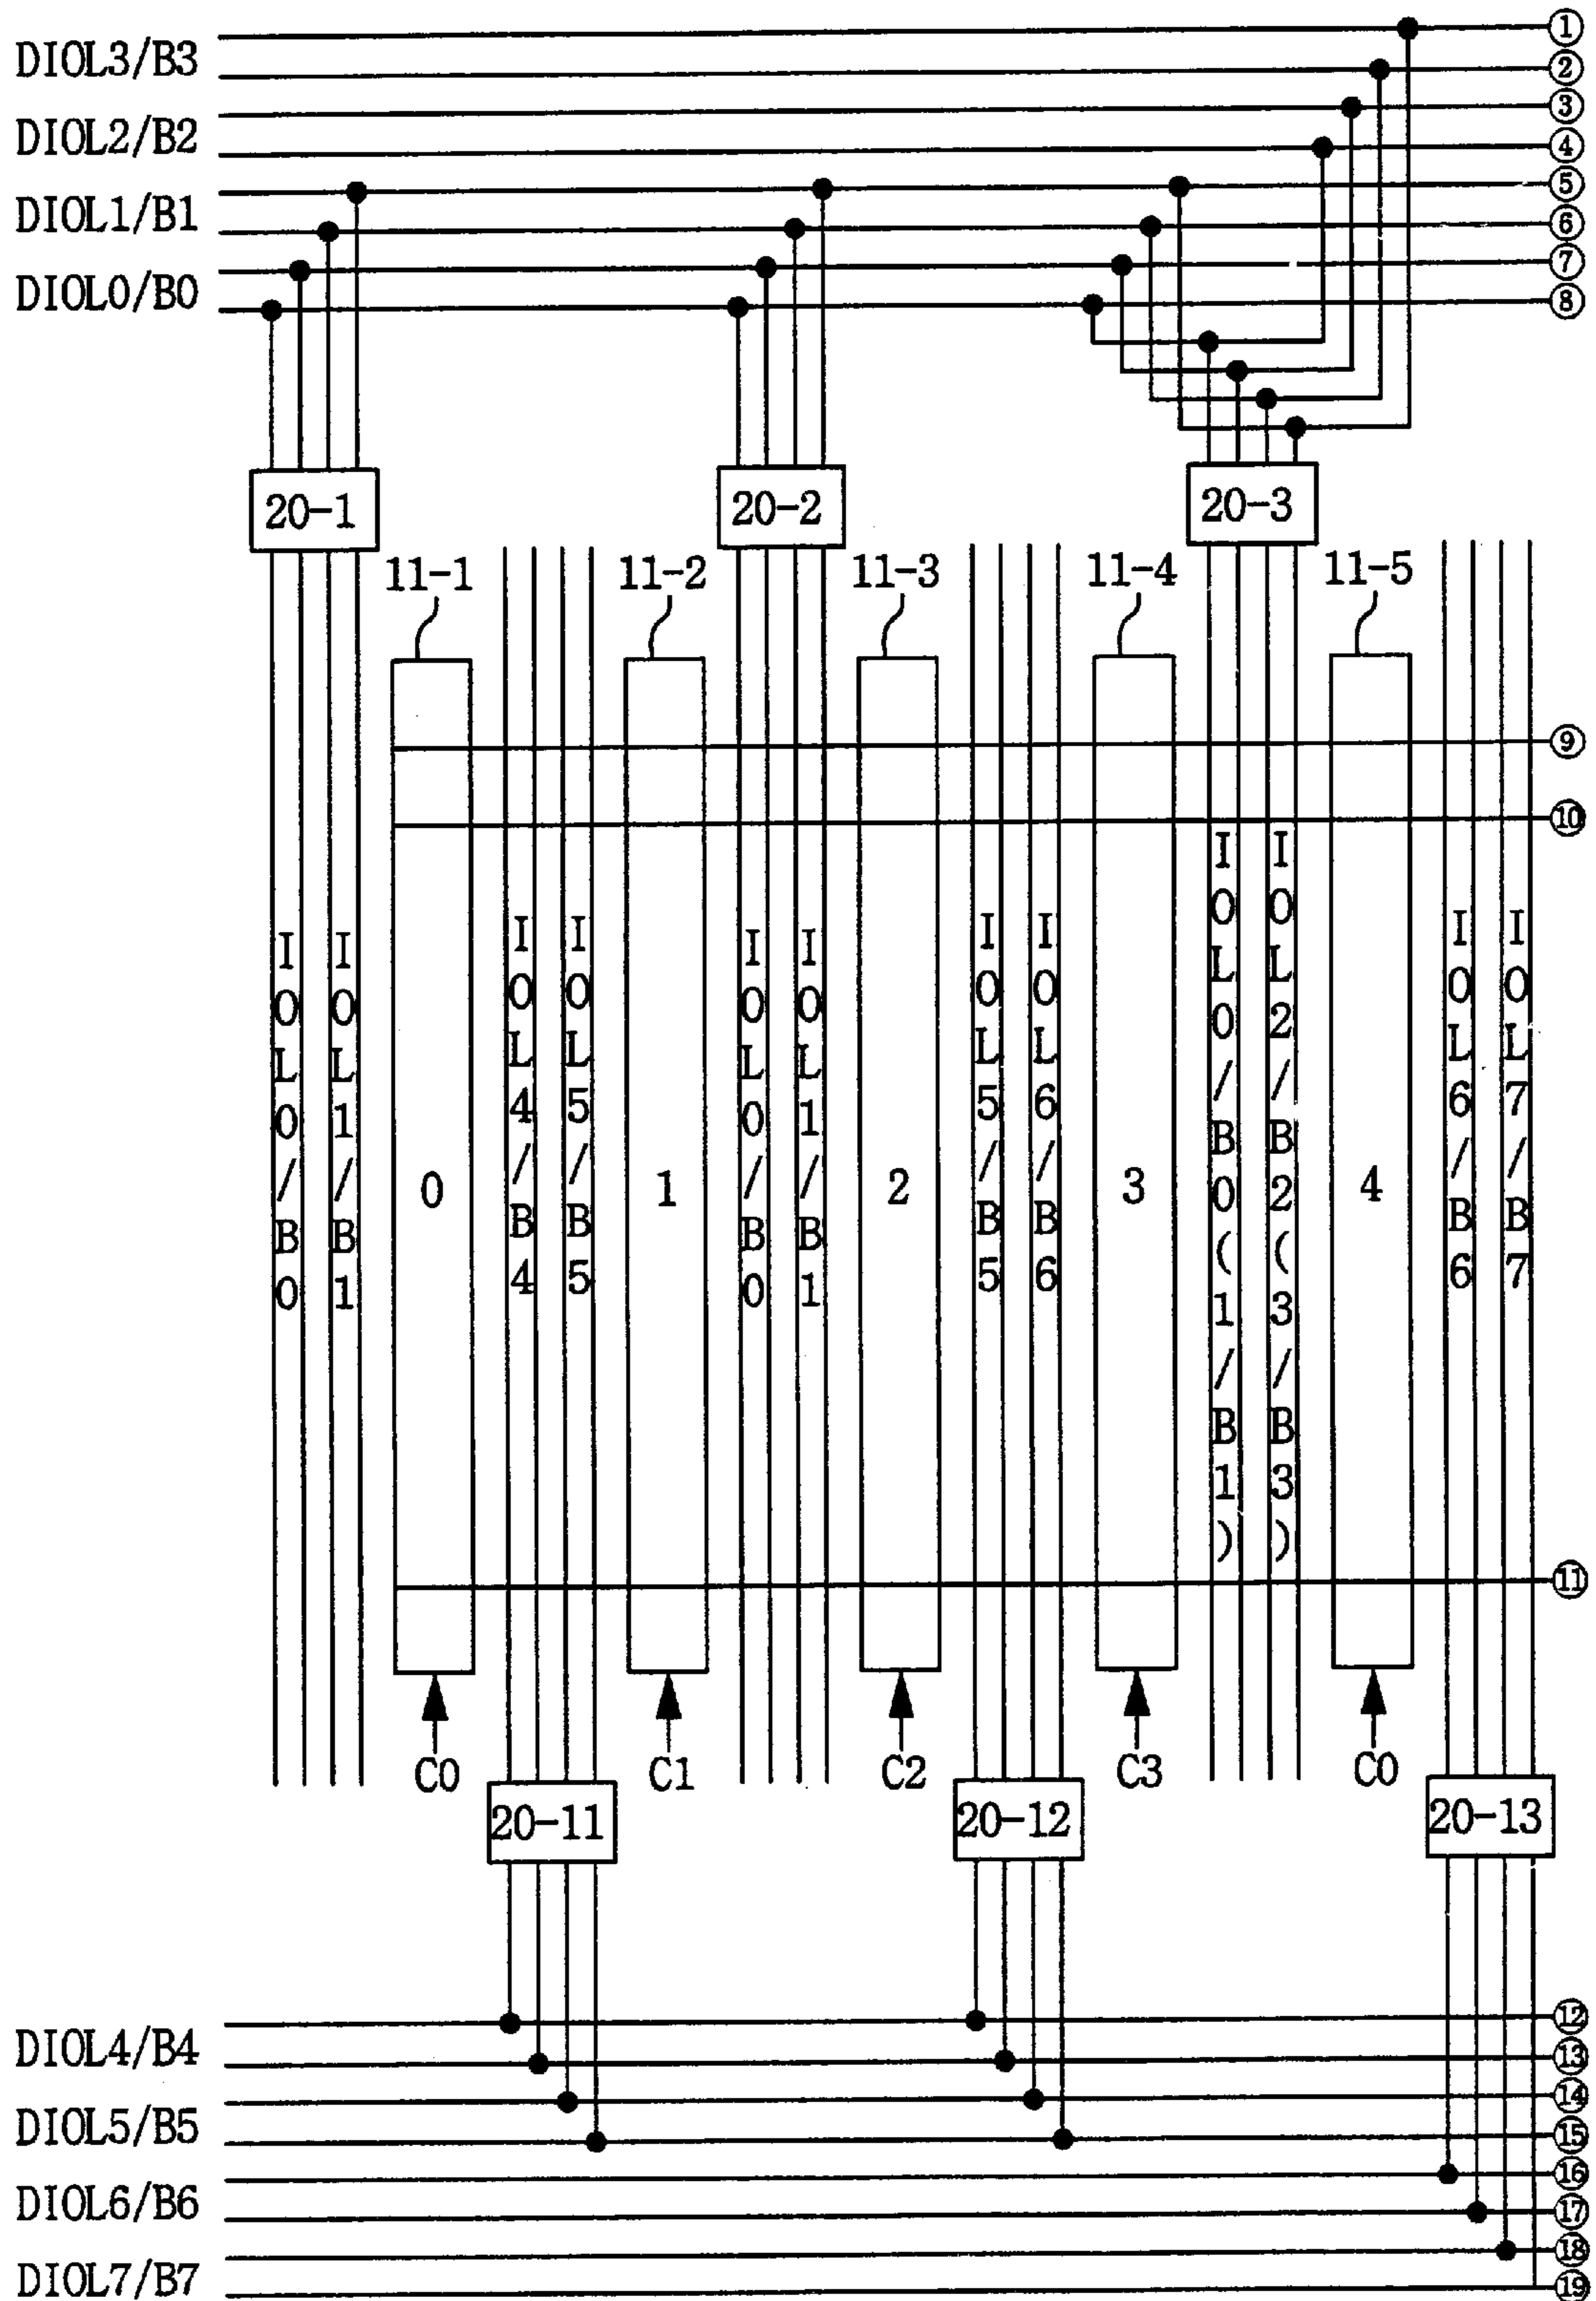 DIOL3/B3
①
②
DIOL2/B2
③
④
DIOL1/B1
⑤
⑥
DIOL0/B0
⑦
⑧
20-1
20-2
20-3
11-1
11-2
11-3
11-4
11-5
⑨
⑩
IOL0/B0
IOL1/B1
0
IOL4/B4
IOL5/B5
1
IOL0/B0
IOL1/B1
2
IOL5/B5
IOL6/B6
3
IOL0/B0(1/B1)
IOL2/B2(3/B3)
4
IOL6/B6
IOL7/B7
⑪
C0
C1
C2
C3
C0
20-11
20-12
20-13
DIOL4/B4
⑫
⑬
DIOL5/B5
⑭
⑮
DIOL6/B6
⑯
⑰
DIOL7/B7
⑱
⑲